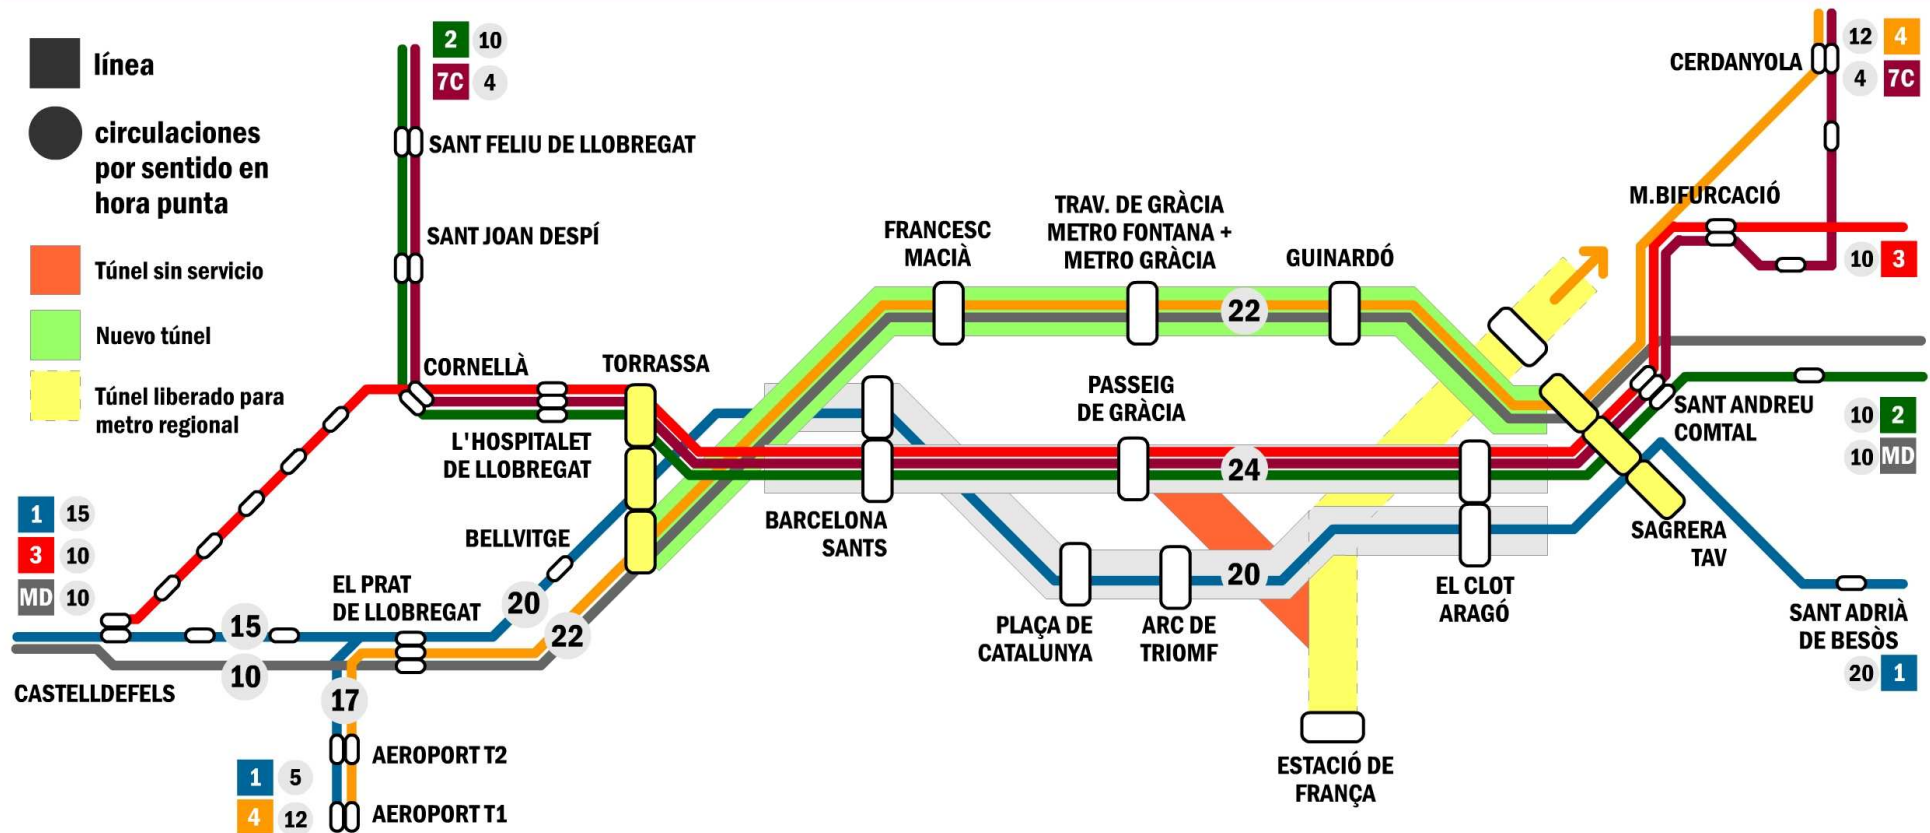 línea
circulaciones
por sentido en
hora punta
Túnel sin servicio
Nuevo túnel
Túnel liberado para
metro regional
2 10
7C 4
SANT FELIU DE LLOBREGAT
SANT JOAN DESPÍ
CORNELLÀ
TORRASSA
L'HOSPITALET
DE LLOBREGAT
BELLVITGE
EL PRAT
DE LLOBREGAT
1 15
3 10
MD 10
15
10
20
22
17
CASTELLDEFELS
AEROPORT T2
AEROPORT T1
1 5
4 12
FRANCESC
MACIÀ
TRAV. DE GRÀCIA
METRO FONTANA +
METRO GRÀCIA
GUINARDÓ
22
PASSEIG
DE GRÀCIA
24
BARCELONA
SANTS
PLAÇA DE
CATALUNYA
ARC DE
TRIOMF
20
EL CLOT
ARAGÓ
ESTACIÓ DE
FRANÇA
CERDANYOLA
12 4
4 7C
M.BIFURCACIÓ
10 3
SANT ANDREU
COMTAL
10 2
10 MD
SAGRERA
TAV
SANT ADRIÀ
DE BESÒS
20 1